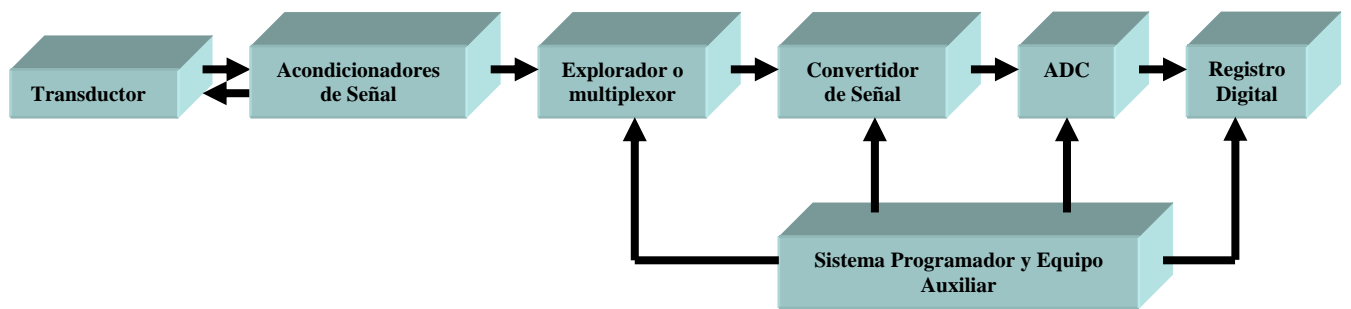 Transductor
Acondicionadores
de Señal
Explorador o
multiplexor
Convertidor
de Señal
ADC
Registro
Digital
Sistema Programador y Equipo
Auxiliar